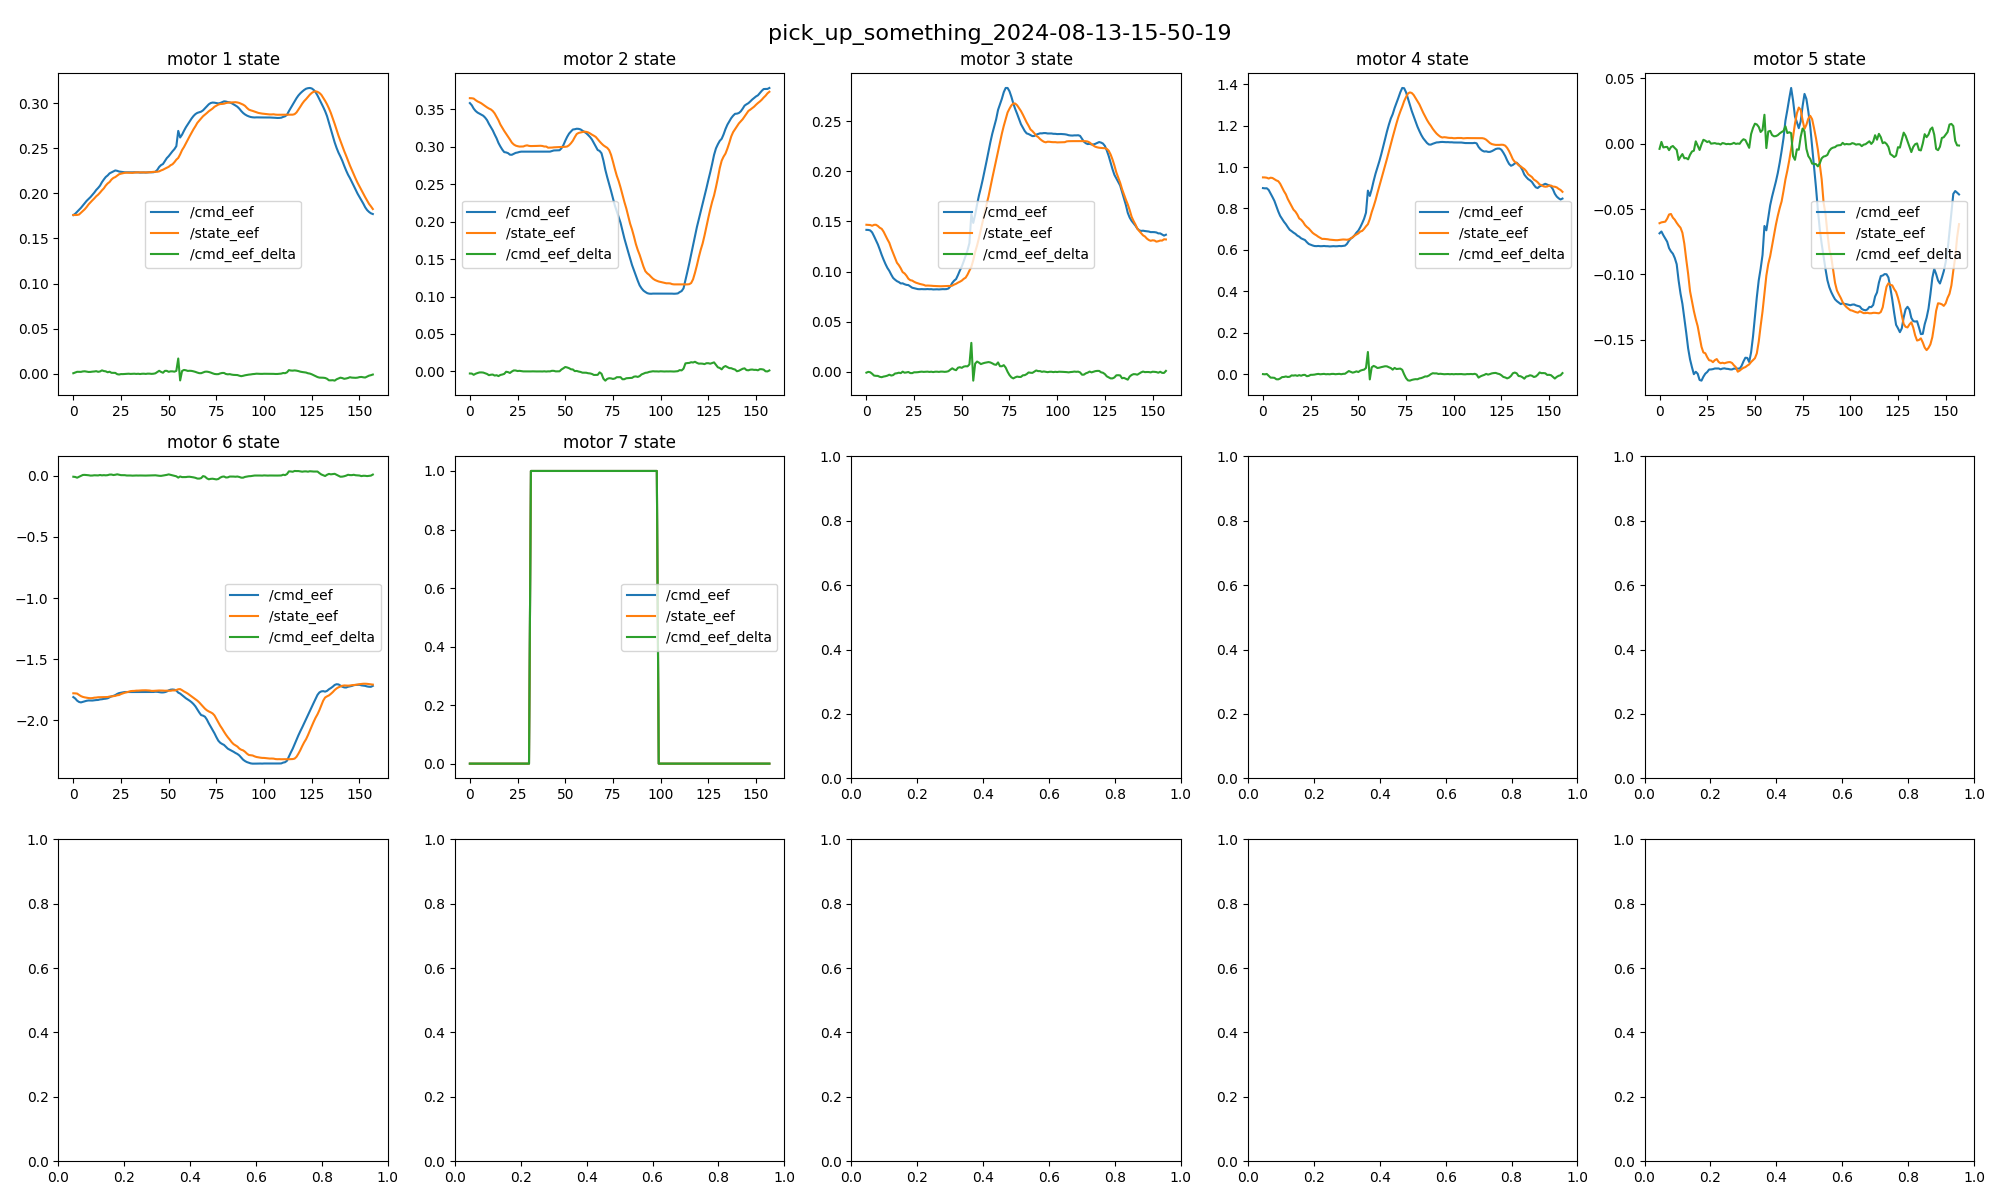 pick_up_something_2024-08-13-15-50-19
motor 1 state
0.30
0.25
0.20
0.15
0.10
0.05
0.00
0 25 50 75 100 125 150
/cmd_eef
/state_eef
/cmd_eef_delta
motor 2 state
0.35
0.30
0.25
0.20
0.15
0.10
0.05
0.00
0 25 50 75 100 125 150
/cmd_eef
/state_eef
/cmd_eef_delta
motor 3 state
0.25
0.20
0.15
0.10
0.05
0.00
0 25 50 75 100 125 150
/cmd_eef
/state_eef
/cmd_eef_delta
motor 4 state
1.4
1.2
1.0
0.8
0.6
0.4
0.2
0.0
0 25 50 75 100 125 150
/cmd_eef
/state_eef
/cmd_eef_delta
motor 5 state
0.05
0.00
−0.05
−0.10
−0.15
0 25 50 75 100 125 150
/cmd_eef
/state_eef
/cmd_eef_delta
motor 6 state
0.0
−0.5
−1.0
−1.5
−2.0
0 25 50 75 100 125 150
/cmd_eef
/state_eef
/cmd_eef_delta
motor 7 state
1.0
0.8
0.6
0.4
0.2
0.0
0 25 50 75 100 125 150
/cmd_eef
/state_eef
/cmd_eef_delta
1.0
0.8
0.6
0.4
0.2
0.0
0.0 0.2 0.4 0.6 0.8 1.0
1.0
0.8
0.6
0.4
0.2
0.0
0.0 0.2 0.4 0.6 0.8 1.0
1.0
0.8
0.6
0.4
0.2
0.0
0.0 0.2 0.4 0.6 0.8 1.0
1.0
0.8
0.6
0.4
0.2
0.0
0.0 0.2 0.4 0.6 0.8 1.0
1.0
0.8
0.6
0.4
0.2
0.0
0.0 0.2 0.4 0.6 0.8 1.0
1.0
0.8
0.6
0.4
0.2
0.0
0.0 0.2 0.4 0.6 0.8 1.0
1.0
0.8
0.6
0.4
0.2
0.0
0.0 0.2 0.4 0.6 0.8 1.0
1.0
0.8
0.6
0.4
0.2
0.0
0.0 0.2 0.4 0.6 0.8 1.0